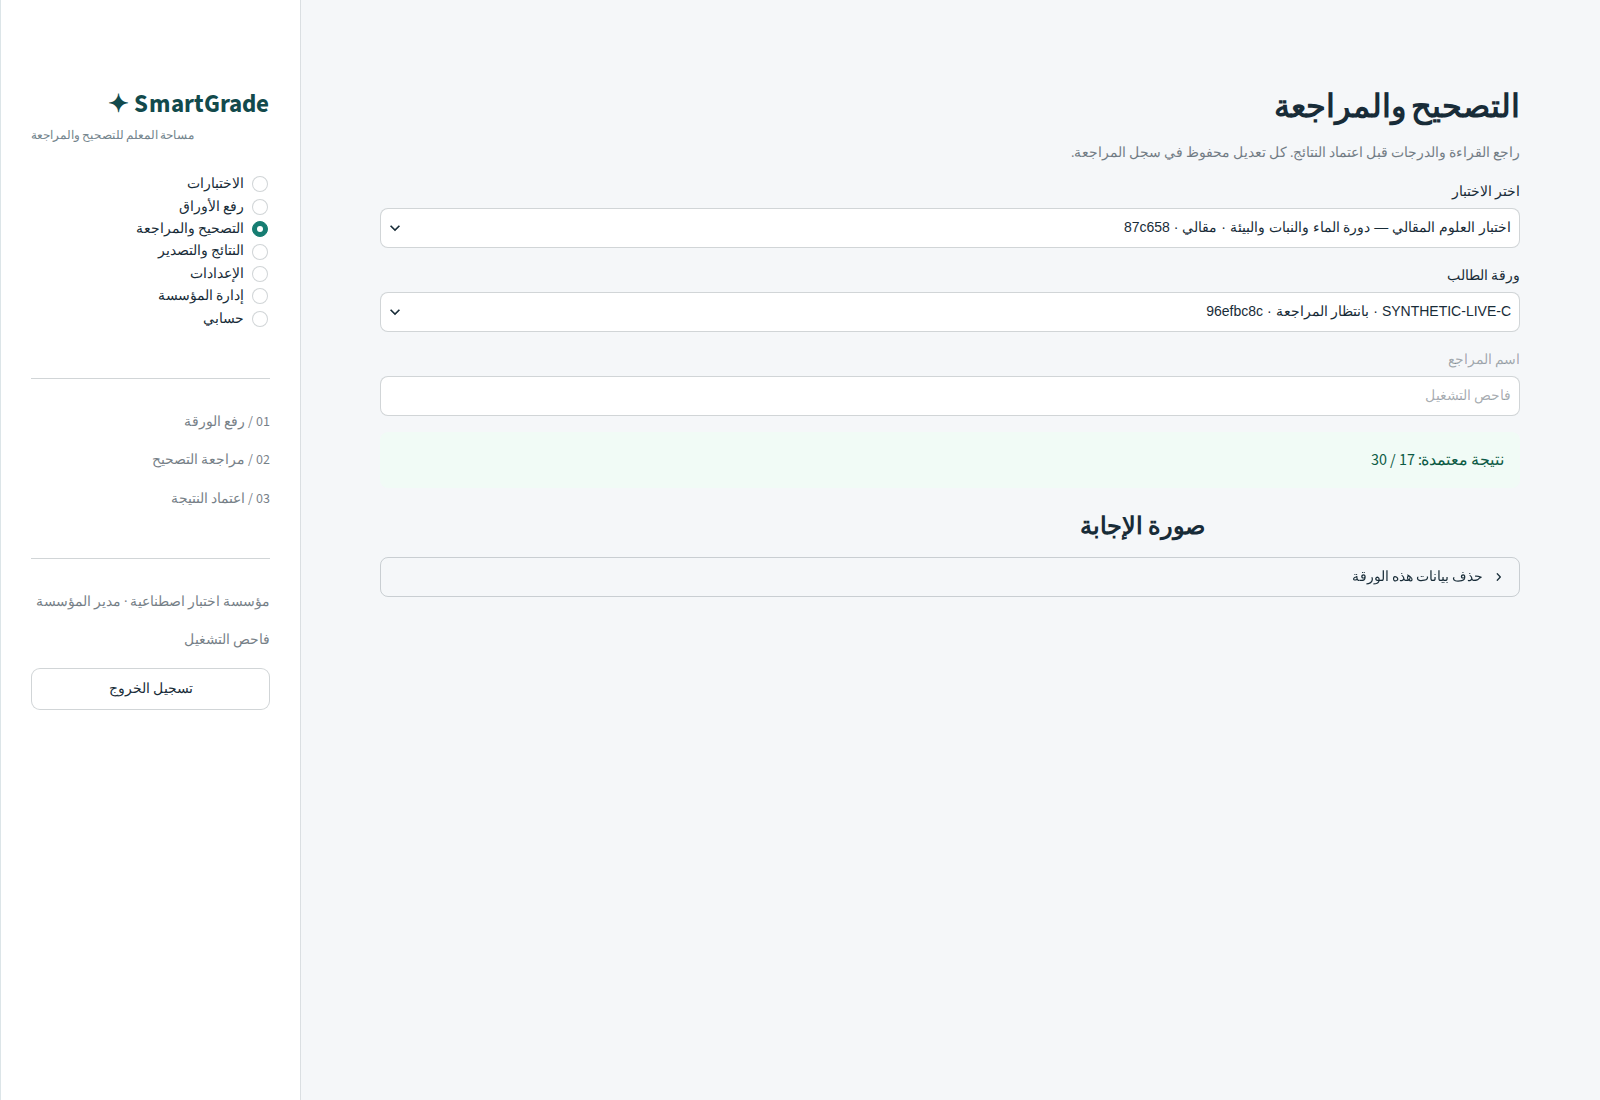 SmartGrade ✦
مساحة المعلم للتصحيح والمراجعة
الاختبارات
رفع الأوراق
التصحيح والمراجعة
النتائج والتصدير
الإعدادات
إدارة المؤسسة
حسابي
01 / رفع الورقة
02 / مراجعة التصحيح
03 / اعتماد النتيجة
مؤسسة اختبار اصطناعية · مدير المؤسسة
فاحص التشغيل
تسجيل الخروج
التصحيح والمراجعة
راجع القراءة والدرجات قبل اعتماد النتائج. كل تعديل محفوظ في سجل المراجعة.
اختر الاختبار
اختبار العلوم المقالي — دورة الماء والنبات والبيئة · مقالي · 87c658
ورقة الطالب
SYNTHETIC-LIVE-C · بانتظار المراجعة · 96efbc8c
اسم المراجع
فاحص التشغيل
نتيجة معتمدة: 17 / 30
صورة الإجابة
حذف بيانات هذه الورقة